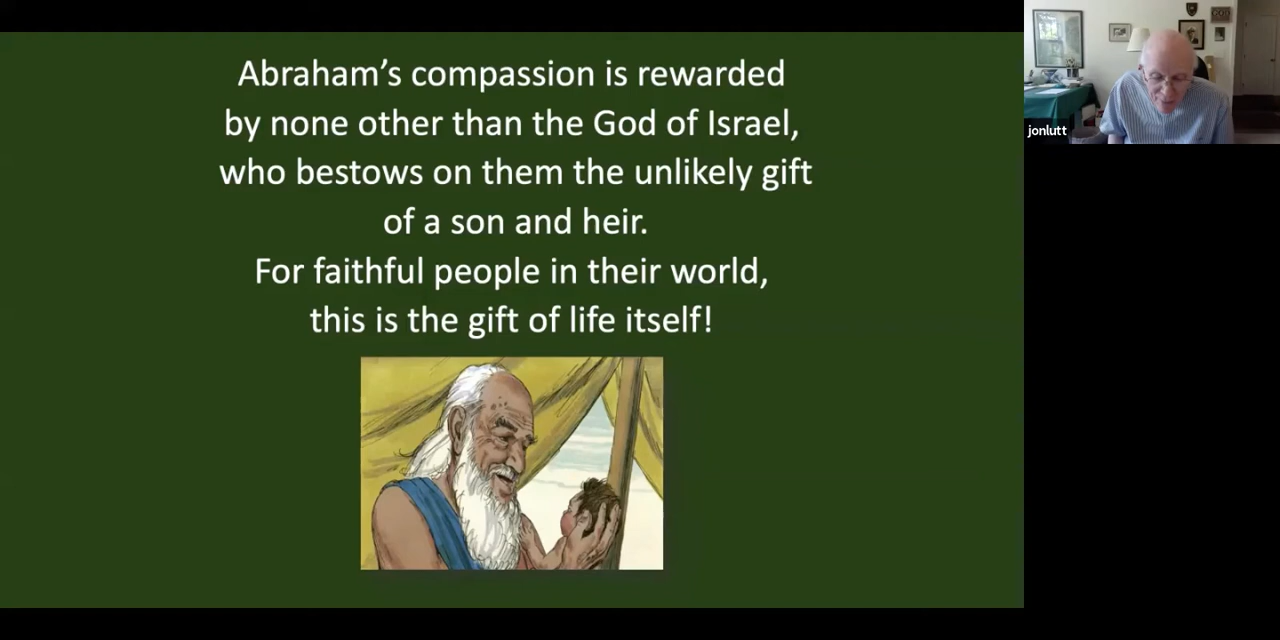 Abraham’s compassion is rewarded
by none other than the God of Israel,
who bestows on them the unlikely gift
of a son and heir.
For faithful people in their world,
this is the gift of life itself!
jonlutt